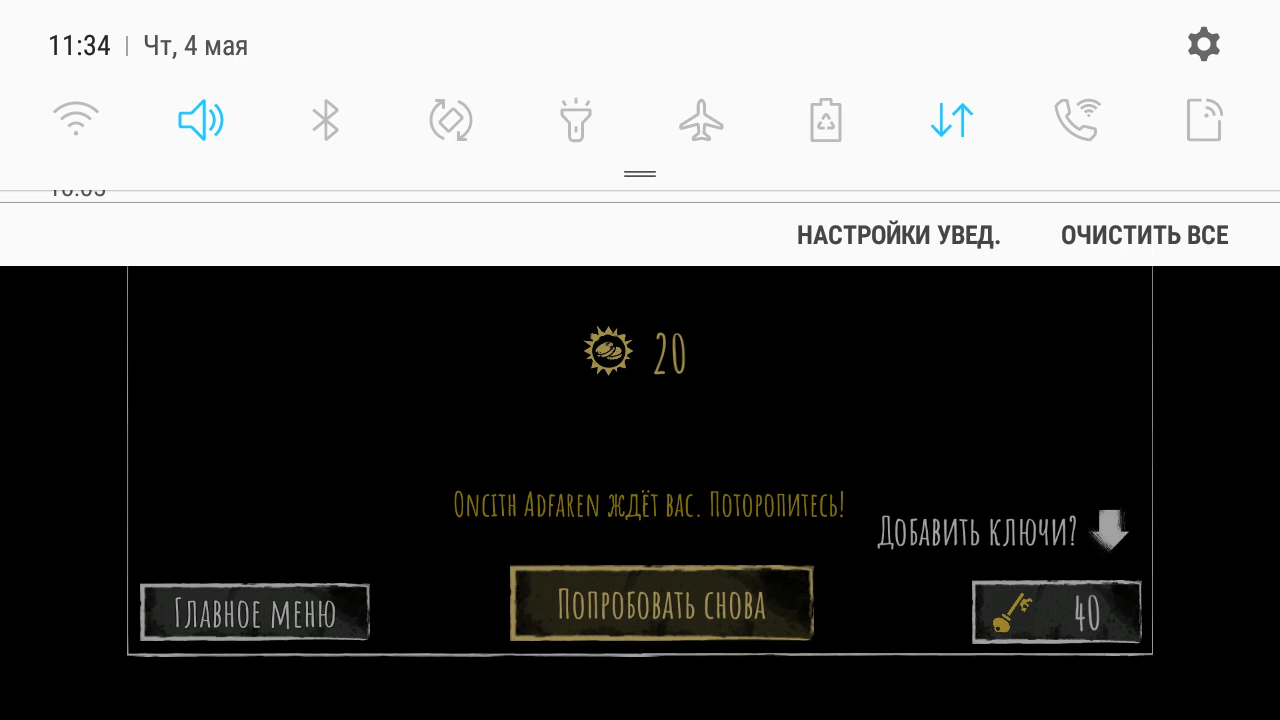 11:34 | Чт, 4 мая
НАСТРОЙКИ УВЕД. ОЧИСТИТЬ ВСЕ
20
Oncith Adfaren ждёт вас. Поторопитесь!
Добавить ключи?
Главное меню
Попробовать снова
40